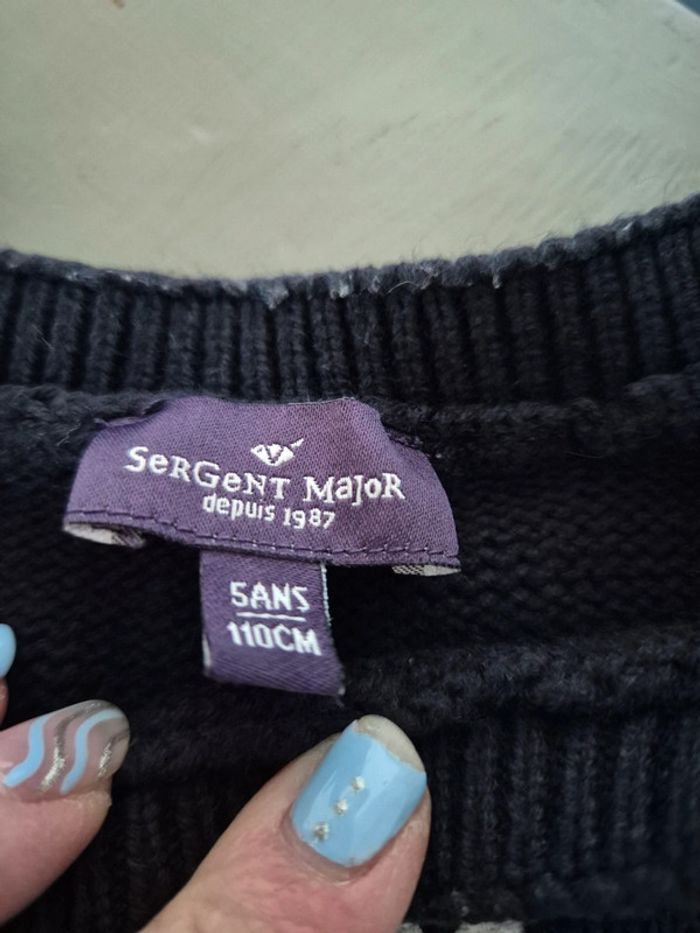 SeRGeNT MaJoR
depuis 1987
5ANS
110CM